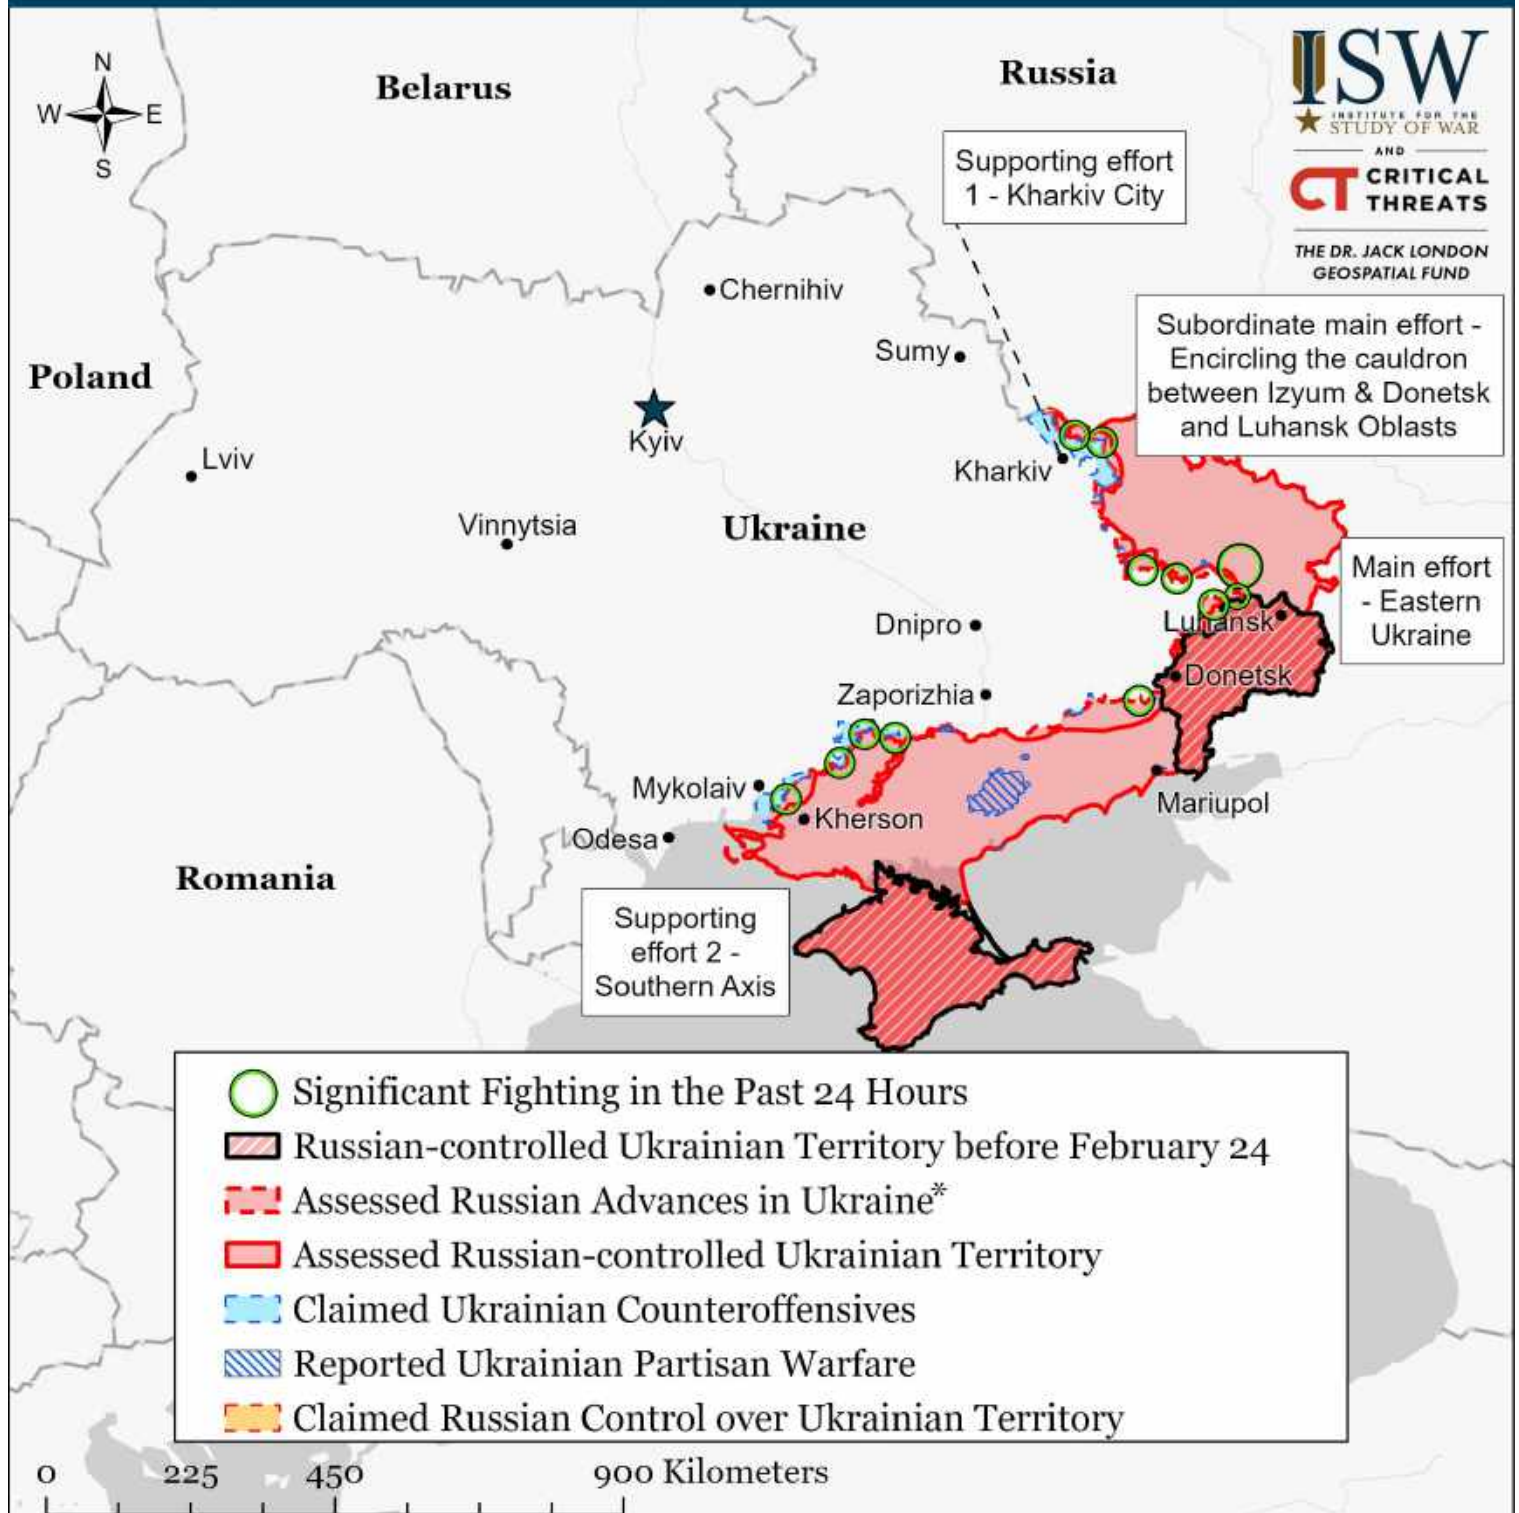 N
W E
S
Belarus
Russia
ISW
INSTITUTE FOR THE
STUDY OF WAR
AND
CT CRITICAL
THREATS
THE DR. JACK LONDON
GEOSPATIAL FUND
Supporting effort
1 - Kharkiv City
Chernihiv
Subordinate main effort -
Encircling the cauldron
between Izyum & Donetsk
and Luhansk Oblasts
Sumy
Poland
Kyiv
Lviv
Kharkiv
Vinnytsia
Ukraine
Main effort
- Eastern
Ukraine
Dnipro
Luhansk
Donetsk
Zaporizhia
Mykolaiv
Mariupol
Kherson
Odesa
Romania
Supporting
effort 2 -
Southern Axis
Significant Fighting in the Past 24 Hours
Russian-controlled Ukrainian Territory before February 24
Assessed Russian Advances in Ukraine*
Assessed Russian-controlled Ukrainian Territory
Claimed Ukrainian Counteroffensives
Reported Ukrainian Partisan Warfare
Claimed Russian Control over Ukrainian Territory
0 225 450 900 Kilometers